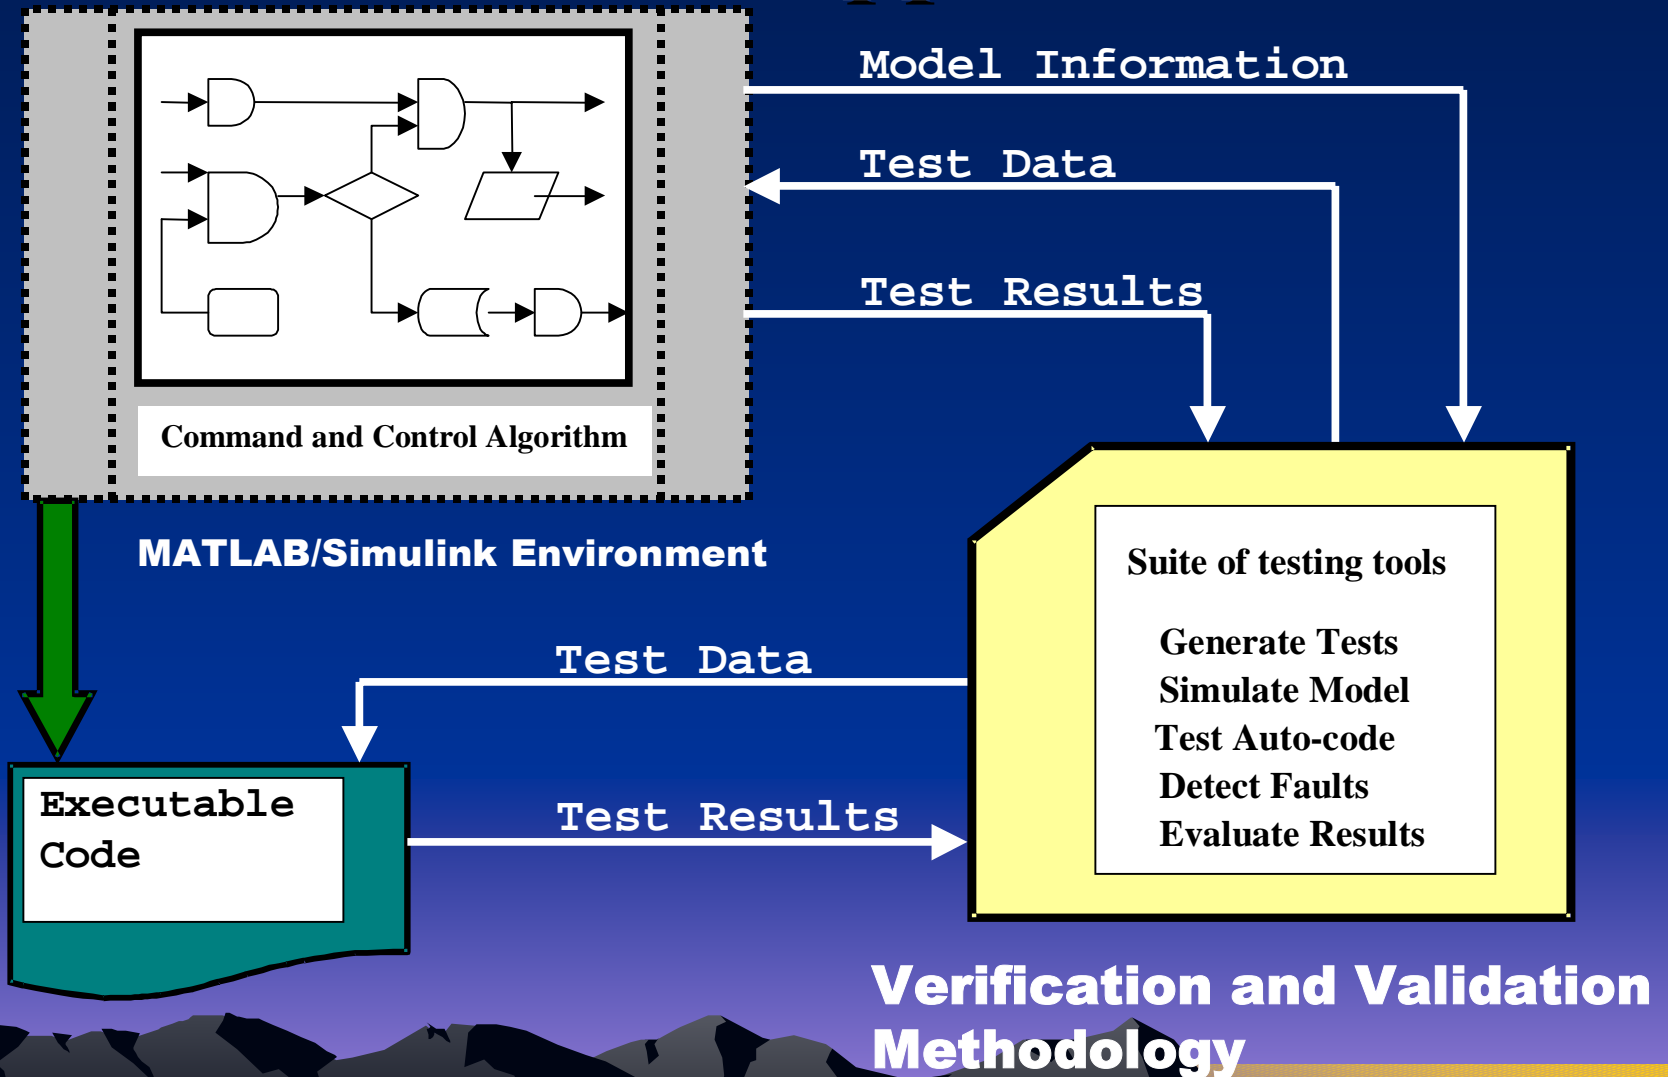 Model Information
Test Data
Test Results
Command and Control Algorithm
MATLAB/Simulink Environment
Suite of testing tools
Generate Tests
Simulate Model
Test Auto-code
Detect Faults
Evaluate Results
Test Data
Test Results
Executable
Code
Verification and Validation
Methodology